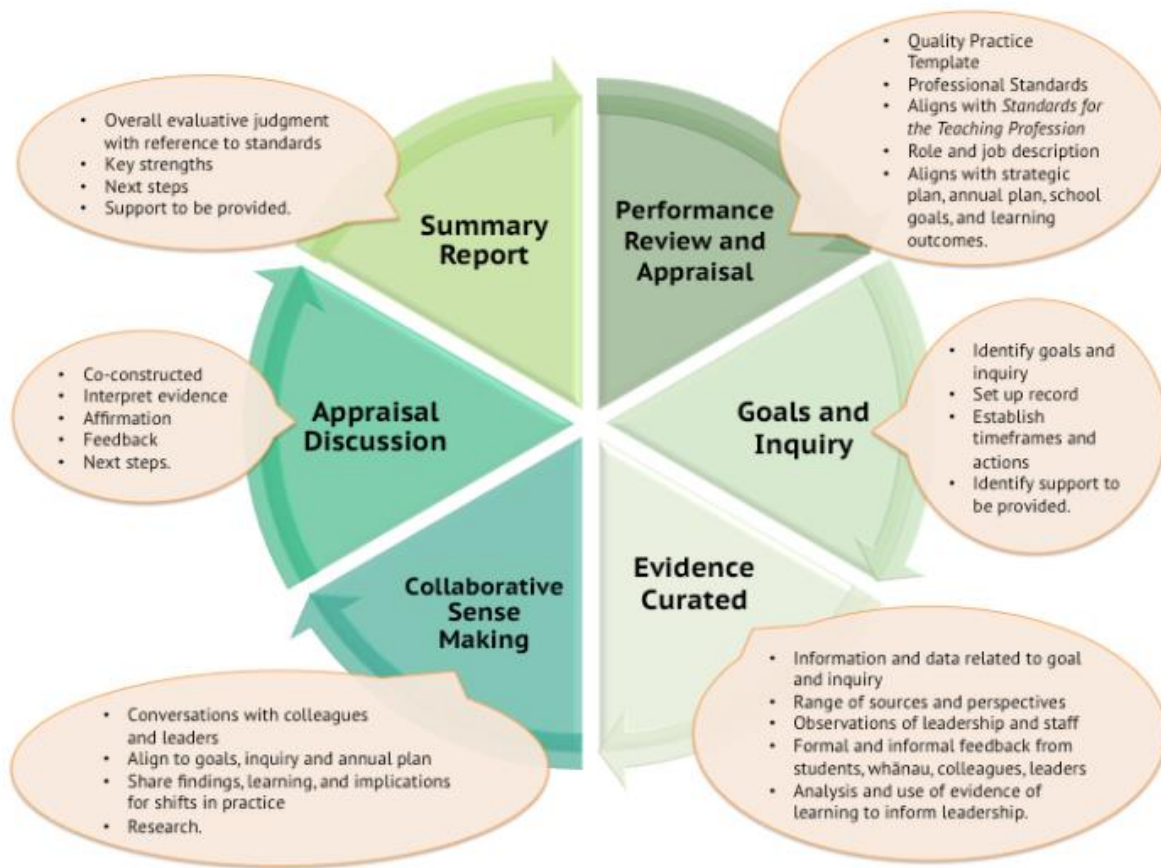 Performance
Review and
Appraisal
• Quality Practice
Template
• Professional Standards
• Aligns with Standards for
the Teaching Profession
• Role and job description
• Aligns with strategic
plan, annual plan, school
goals, and learning
outcomes.
Goals and
Inquiry
• Identify goals and
inquiry
• Set up record
• Establish
timeframes and
actions
• Identify support to
be provided.
Evidence
Curated
• Information and data related to goal
and inquiry
• Range of sources and perspectives
• Observations of leadership and staff
• Formal and informal feedback from
students, whānau, colleagues, leaders
• Analysis and use of evidence of
learning to inform leadership.
Collaborative
Sense
Making
• Conversations with colleagues
and leaders
• Align to goals, inquiry and annual plan
• Share findings, learning, and implications
for shifts in practice
• Research.
Appraisal
Discussion
• Co-constructed
• Interpret evidence
• Affirmation
• Feedback
• Next steps.
Summary
Report
• Overall evaluative judgment
with reference to standards
• Key strengths
• Next steps
• Support to be provided.